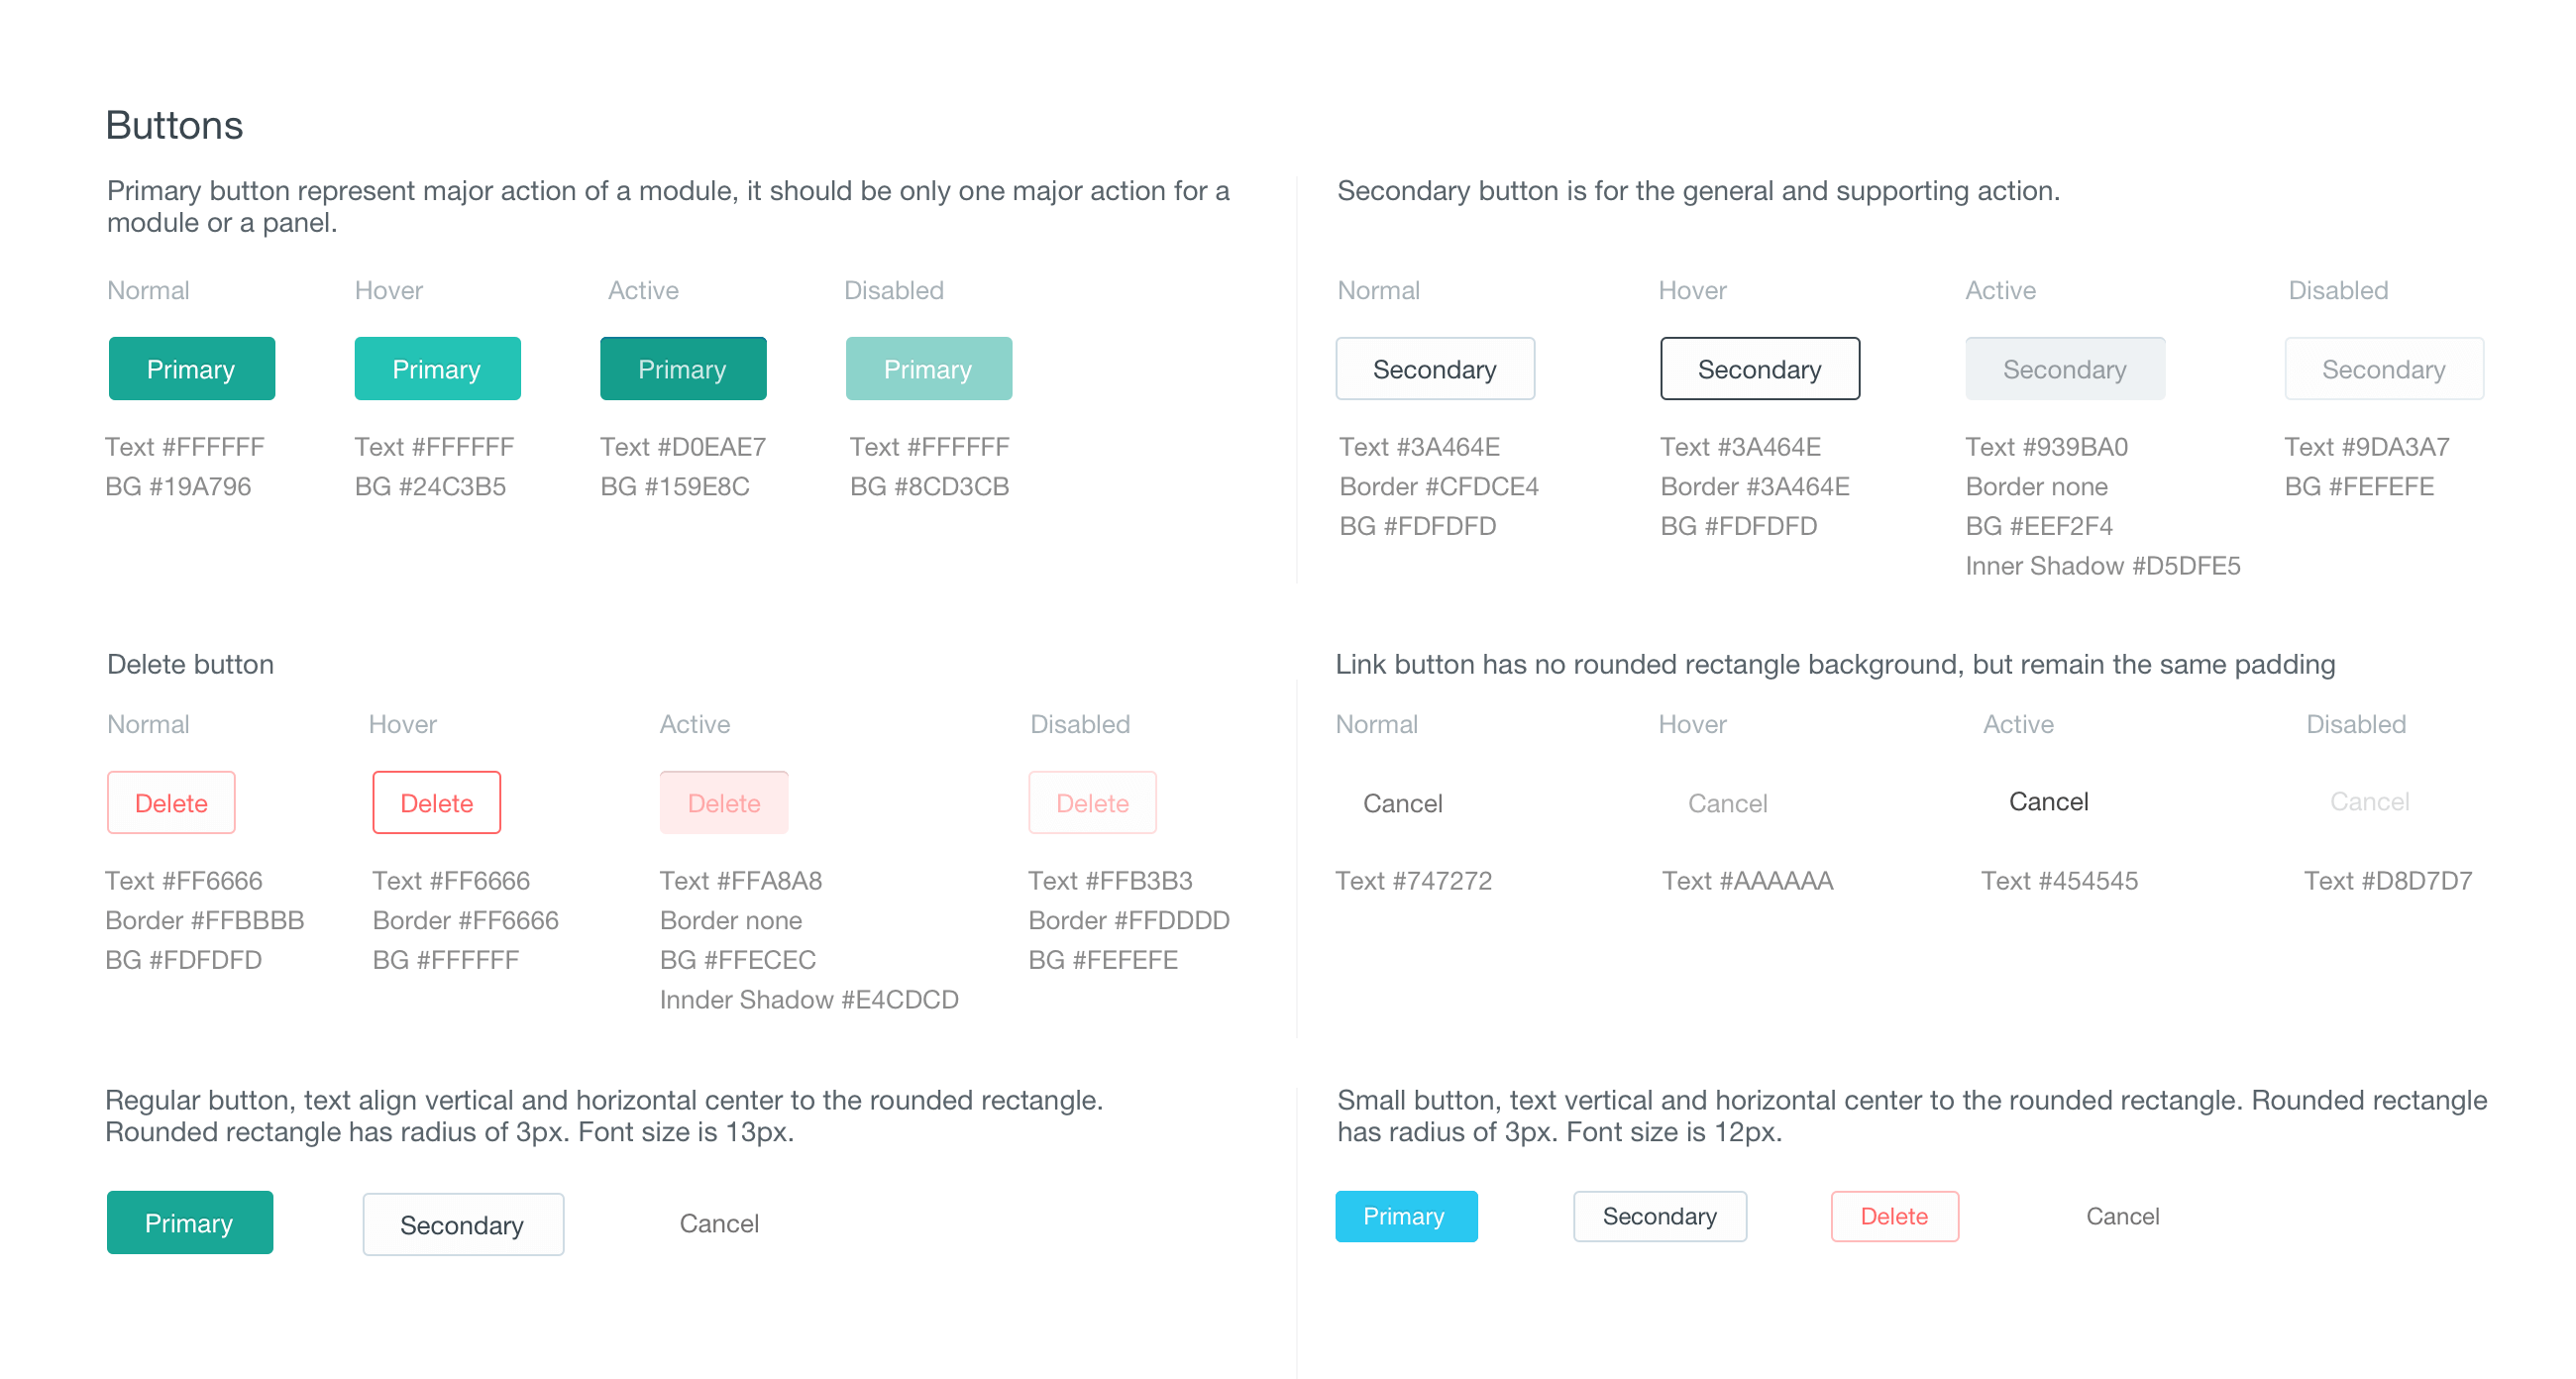 Buttons
Primary button represent major action of a module, it should be only one major action for a
module or a panel.
Normal Hover Active Disabled
Primary Primary Primary Primary
Text #FFFFFF Text #FFFFFF Text #D0EAE7 Text #FFFFFF
BG #19A796 BG #24C3B5 BG #159E8C BG #8CD3CB
Secondary button is for the general and supporting action.
Normal Hover Active Disabled
Secondary Secondary Secondary Secondary
Text #3A464E Text #3A464E Text #939BA0 Text #9DA3A7
Border #CFDCE4 Border #3A464E Border none BG #FEFEFE
BG #FDFDFD BG #FDFDFD BG #EEF2F4
Inner Shadow #D5DFE5
Delete button
Normal Hover Active Disabled
Delete Delete Delete Delete
Text #FF6666 Text #FF6666 Text #FFA8A8 Text #FFB3B3
Border #FFBBBB Border #FF6666 Border none Border #FFDDDD
BG #FDFDFD BG #FFFFFF BG #FFECEC BG #FEFEFE
Innder Shadow #E4CDCD
Link button has no rounded rectangle background, but remain the same padding
Normal Hover Active Disabled
Cancel Cancel Cancel Cancel
Text #747272 Text #AAAAAA Text #454545 Text #D8D7D7
Regular button, text align vertical and horizontal center to the rounded rectangle.
Rounded rectangle has radius of 3px. Font size is 13px.
Primary Secondary Cancel
Small button, text vertical and horizontal center to the rounded rectangle. Rounded rectangle
has radius of 3px. Font size is 12px.
Primary Secondary Delete Cancel